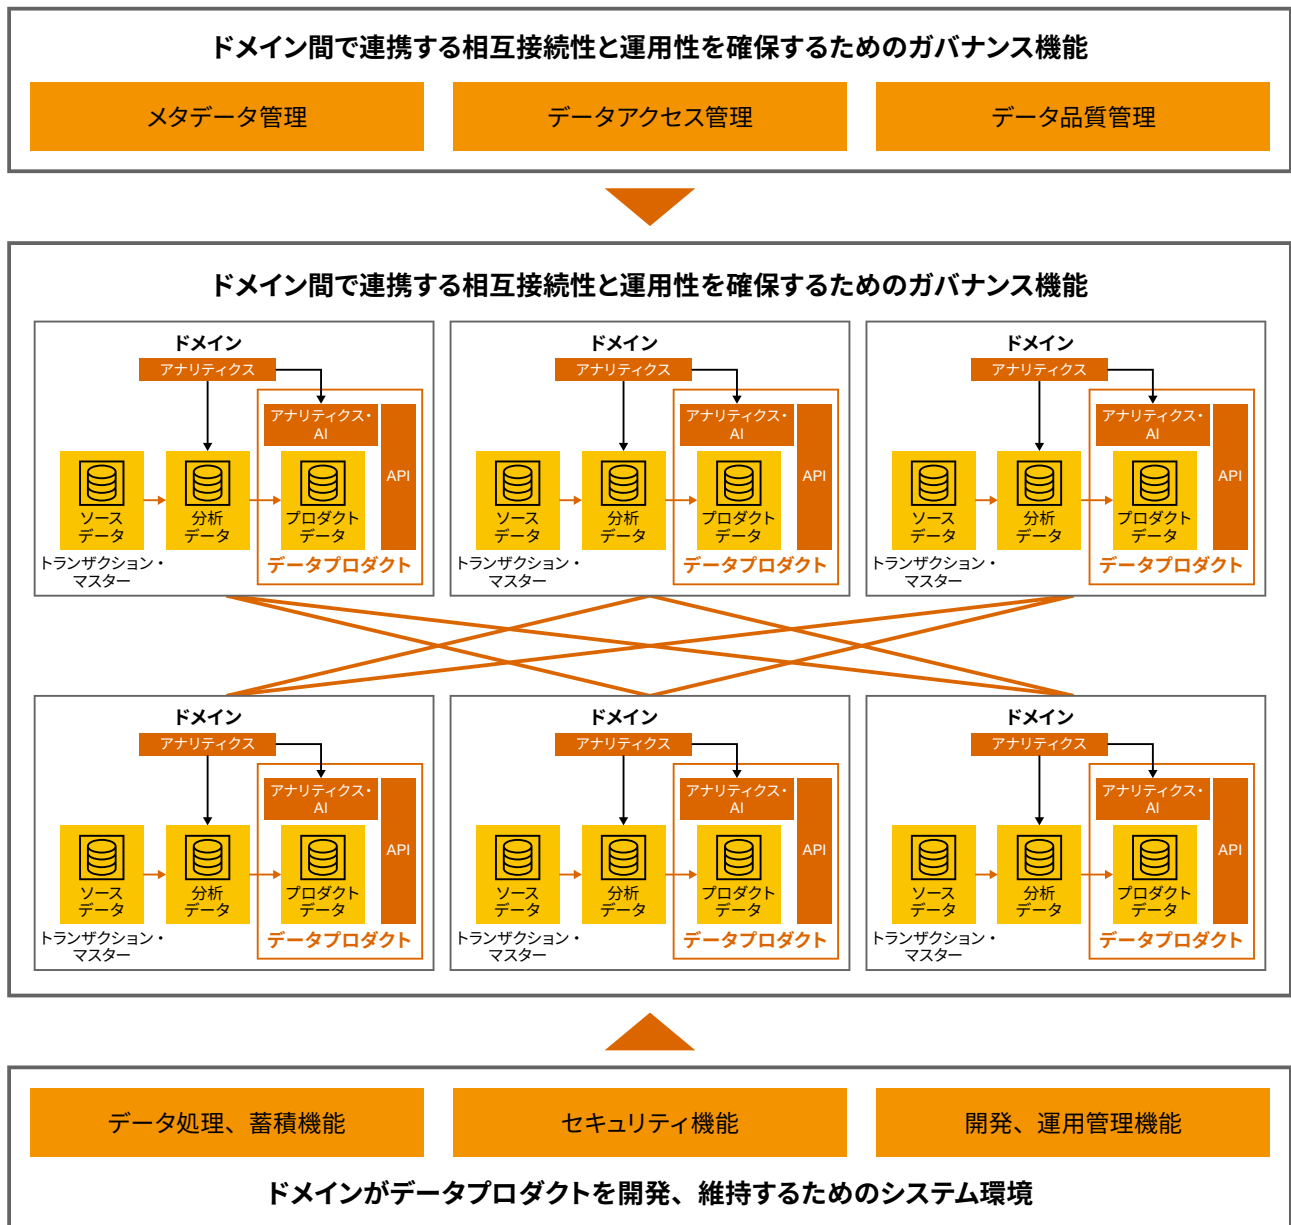 ドメイン間で連携する相互接続性と運用性を確保するためのガバナンス機能
メタデータ管理
データアクセス管理
データ品質管理
ドメイン間で連携する相互接続性と運用性を確保するためのガバナンス機能
ドメイン
アナリティクス
アナリティクス・
AI
API
ソース
データ
分析
データ
プロダクト
データ
トランザクション・
マスター
データプロダクト
ドメイン
アナリティクス
アナリティクス・
AI
API
ソース
データ
分析
データ
プロダクト
データ
トランザクション・
マスター
データプロダクト
ドメイン
アナリティクス
アナリティクス・
AI
API
ソース
データ
分析
データ
プロダクト
データ
トランザクション・
マスター
データプロダクト
ドメイン
アナリティクス
アナリティクス・
AI
API
ソース
データ
分析
データ
プロダクト
データ
トランザクション・
マスター
データプロダクト
ドメイン
アナリティクス
アナリティクス・
AI
API
ソース
データ
分析
データ
プロダクト
データ
トランザクション・
マスター
データプロダクト
ドメイン
アナリティクス
アナリティクス・
AI
API
ソース
データ
分析
データ
プロダクト
データ
トランザクション・
マスター
データプロダクト
データ処理、蓄積機能
セキュリティ機能
開発、運用管理機能
ドメインがデータプロダクトを開発、維持するためのシステム環境